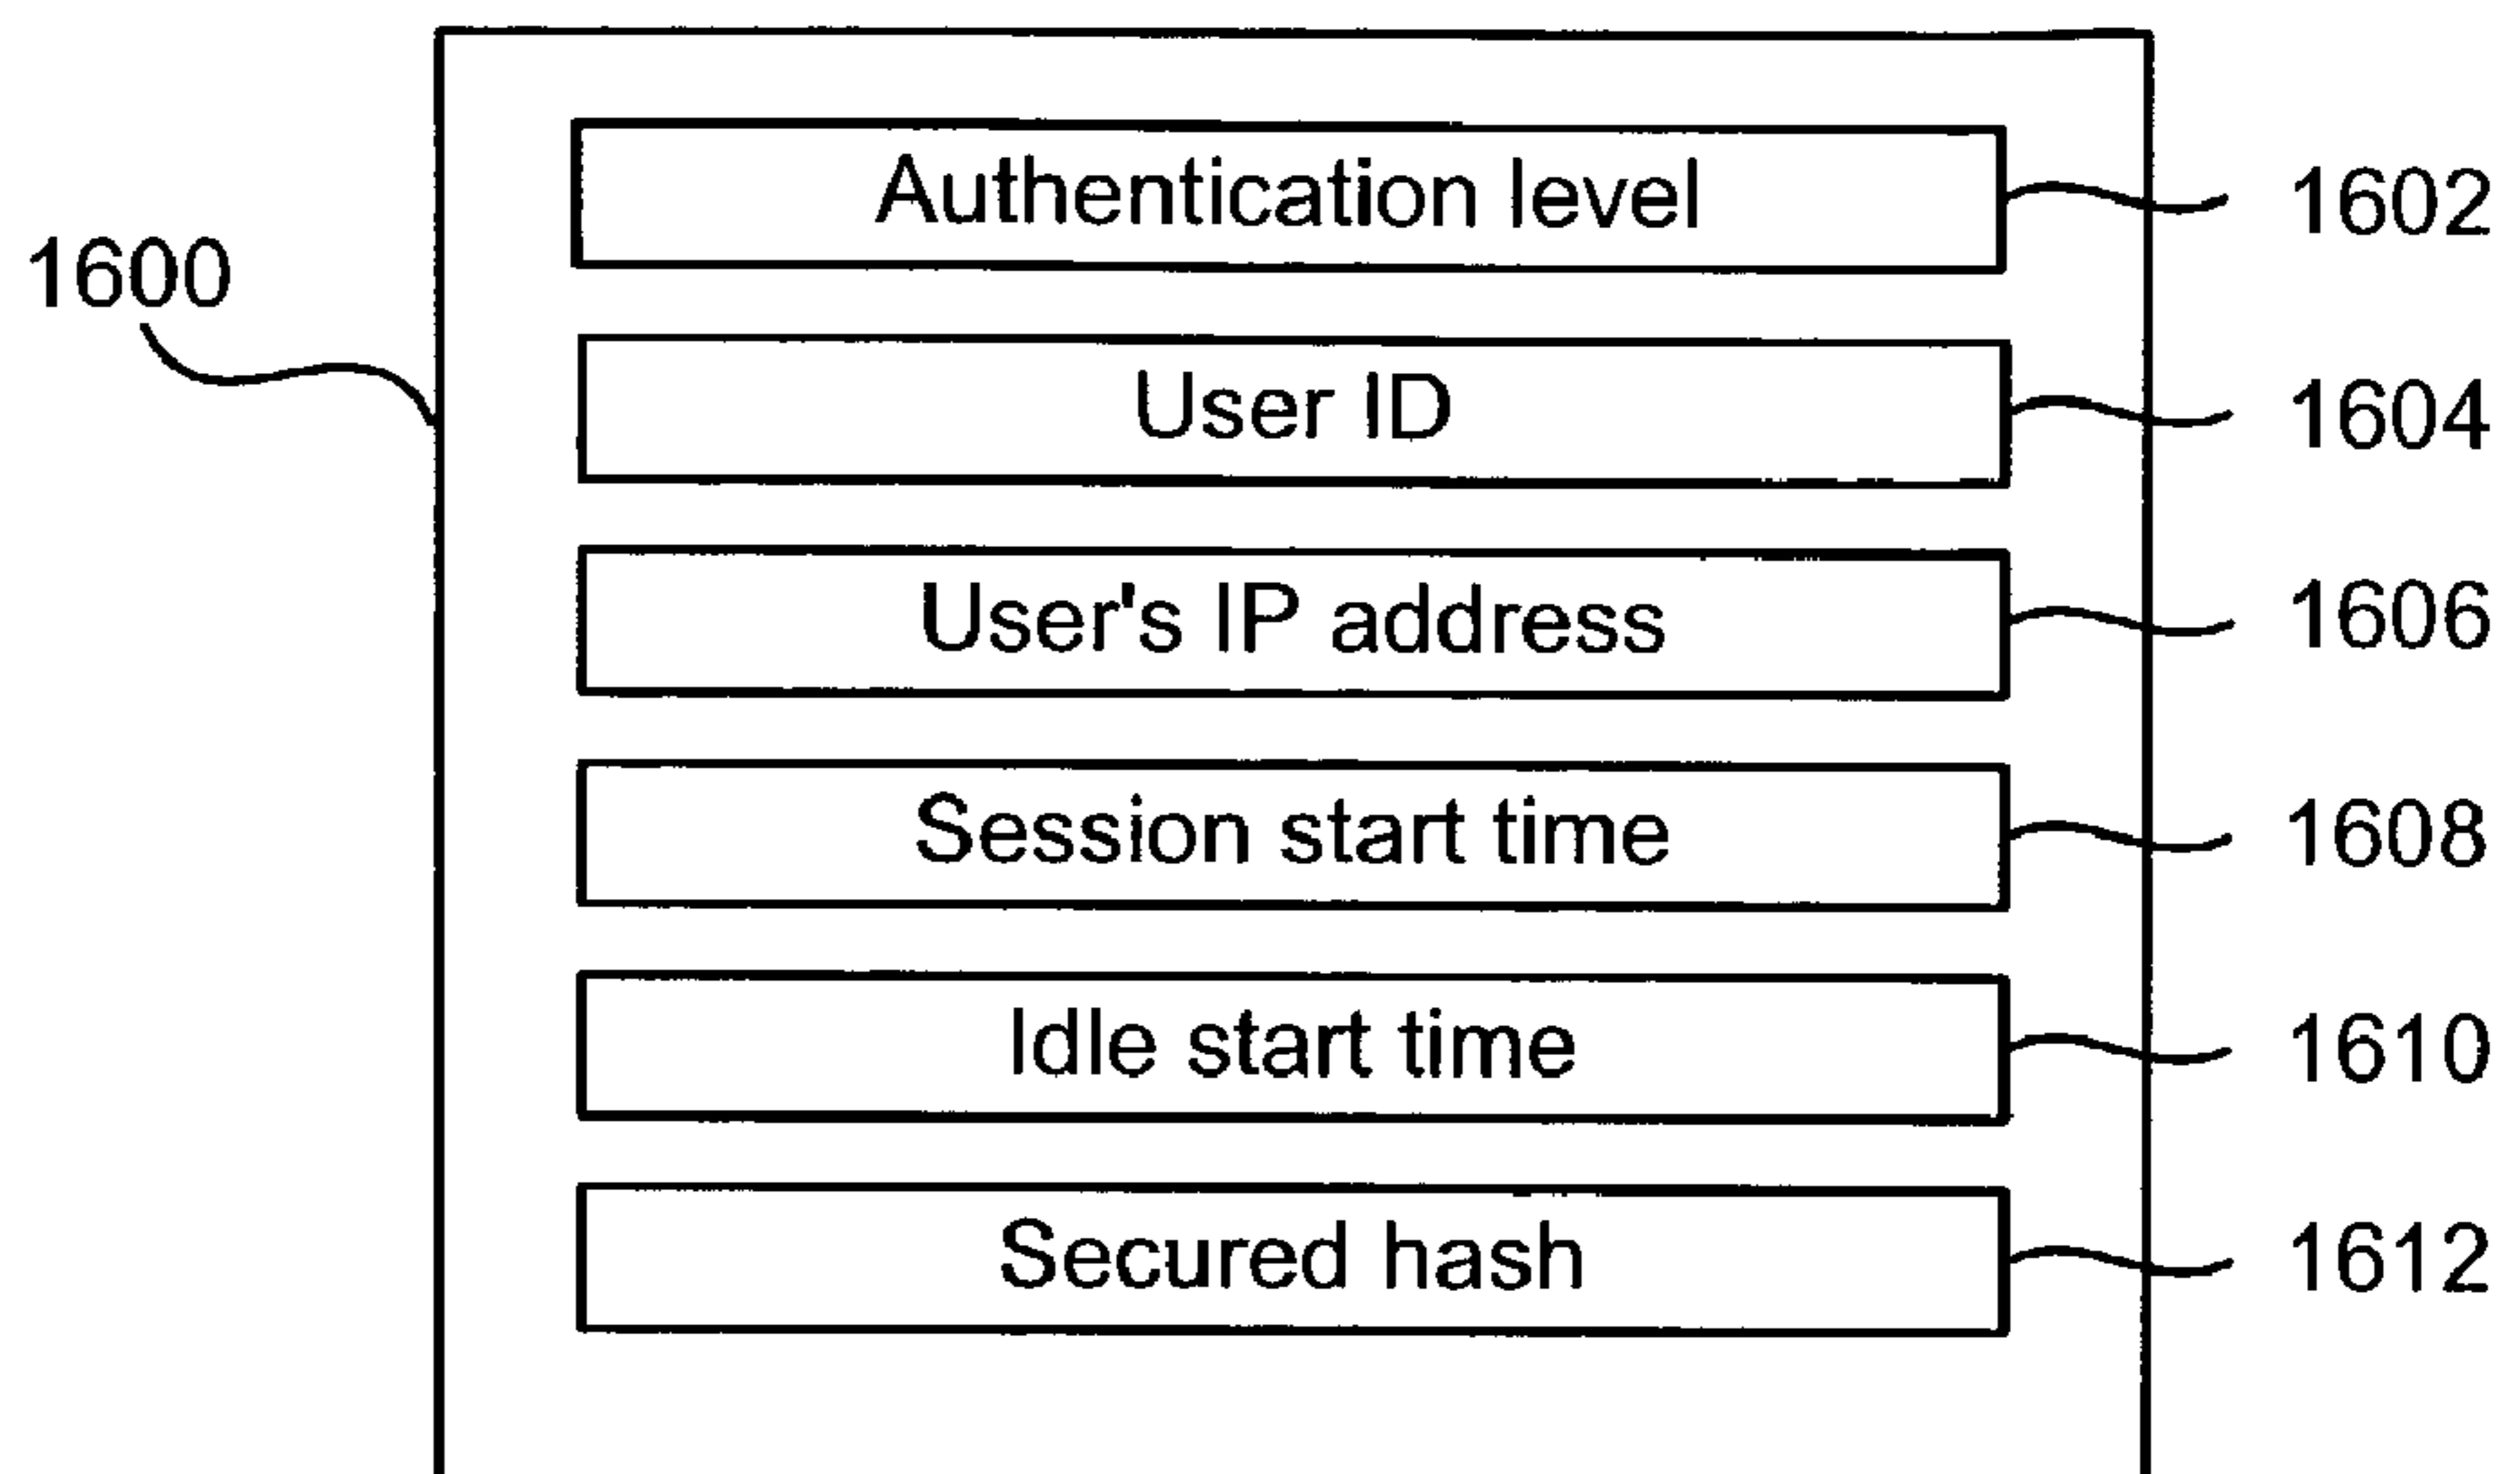 Authentication level 1602
1600
User ID 1604
User's IP address 1606
Session start time 1608
Idle start time 1610
Secured hash 1612